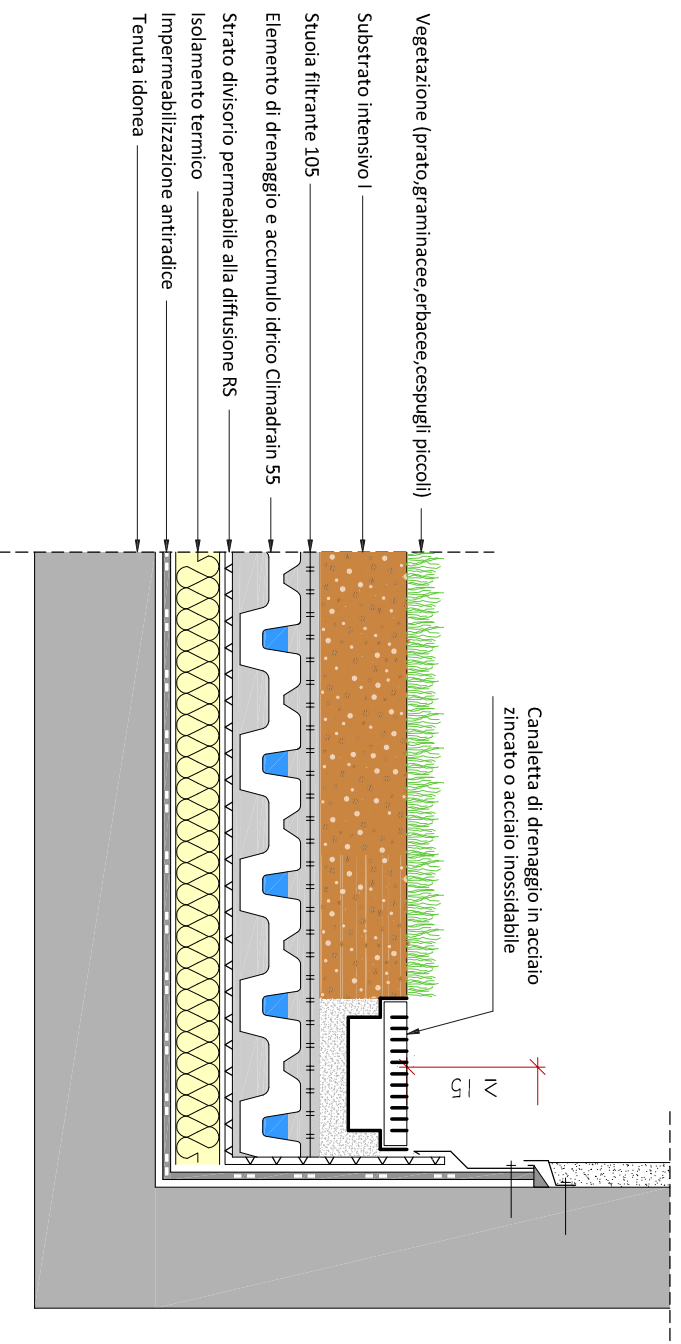 Vegetazione (prato,graminacee,erbacee,cespugli piccoli)
Substrato intensivo I
Stuoia filtrante 105
Elemento di drenaggio e accumulo idrico Climadrain 55
Strato divisorio permeabile alla diffusione RS
Isolamento termico
Impermeabilizzazione antiradice
Tenuta idonea
Canaletta di drenaggio in acciaio
zincato o acciaio inossidabile
≥ 15